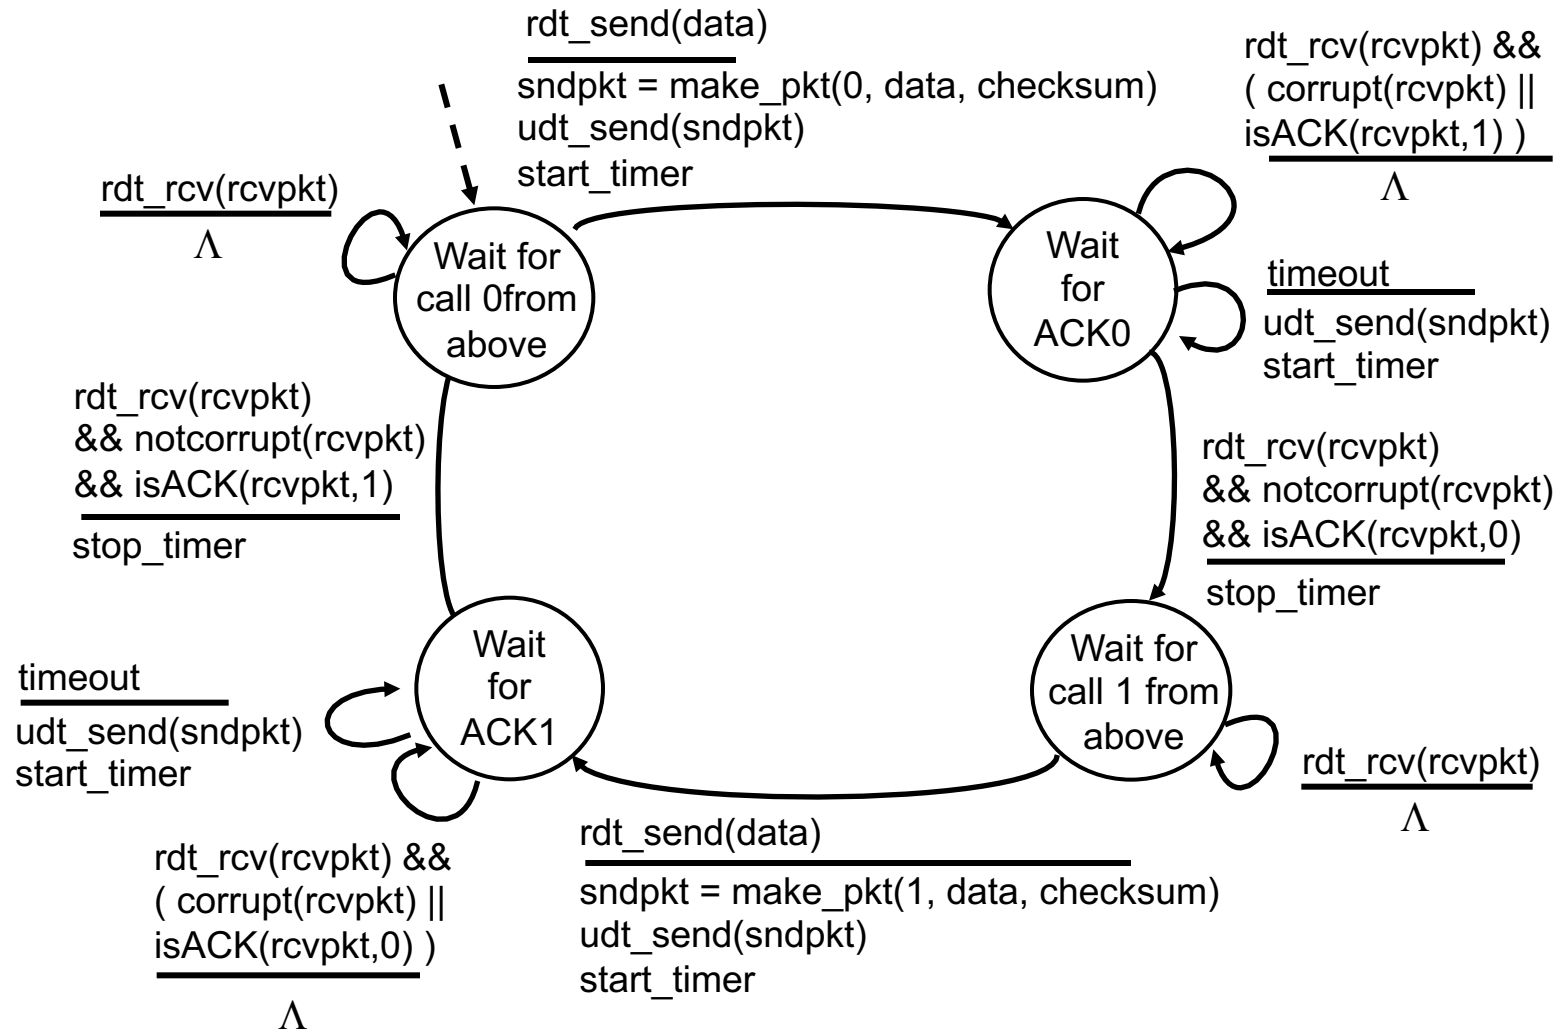 rdt_send(data)
sndpkt = make_pkt(0, data, checksum)
udt_send(sndpkt)
start_timer
rdt_rcv(rcvpkt) &&
( corrupt(rcvpkt) ||
isACK(rcvpkt,1) )
Λ
rdt_rcv(rcvpkt)
Λ
Wait for
call 0from
above
Wait
for
ACK0
timeout
udt_send(sndpkt)
start_timer
rdt_rcv(rcvpkt)
&& notcorrupt(rcvpkt)
&& isACK(rcvpkt,1)
stop_timer
rdt_rcv(rcvpkt)
&& notcorrupt(rcvpkt)
&& isACK(rcvpkt,0)
stop_timer
Wait
for
ACK1
Wait for
call 1 from
above
timeout
udt_send(sndpkt)
start_timer
rdt_rcv(rcvpkt)
Λ
rdt_rcv(rcvpkt) &&
( corrupt(rcvpkt) ||
isACK(rcvpkt,0) )
Λ
rdt_send(data)
sndpkt = make_pkt(1, data, checksum)
udt_send(sndpkt)
start_timer